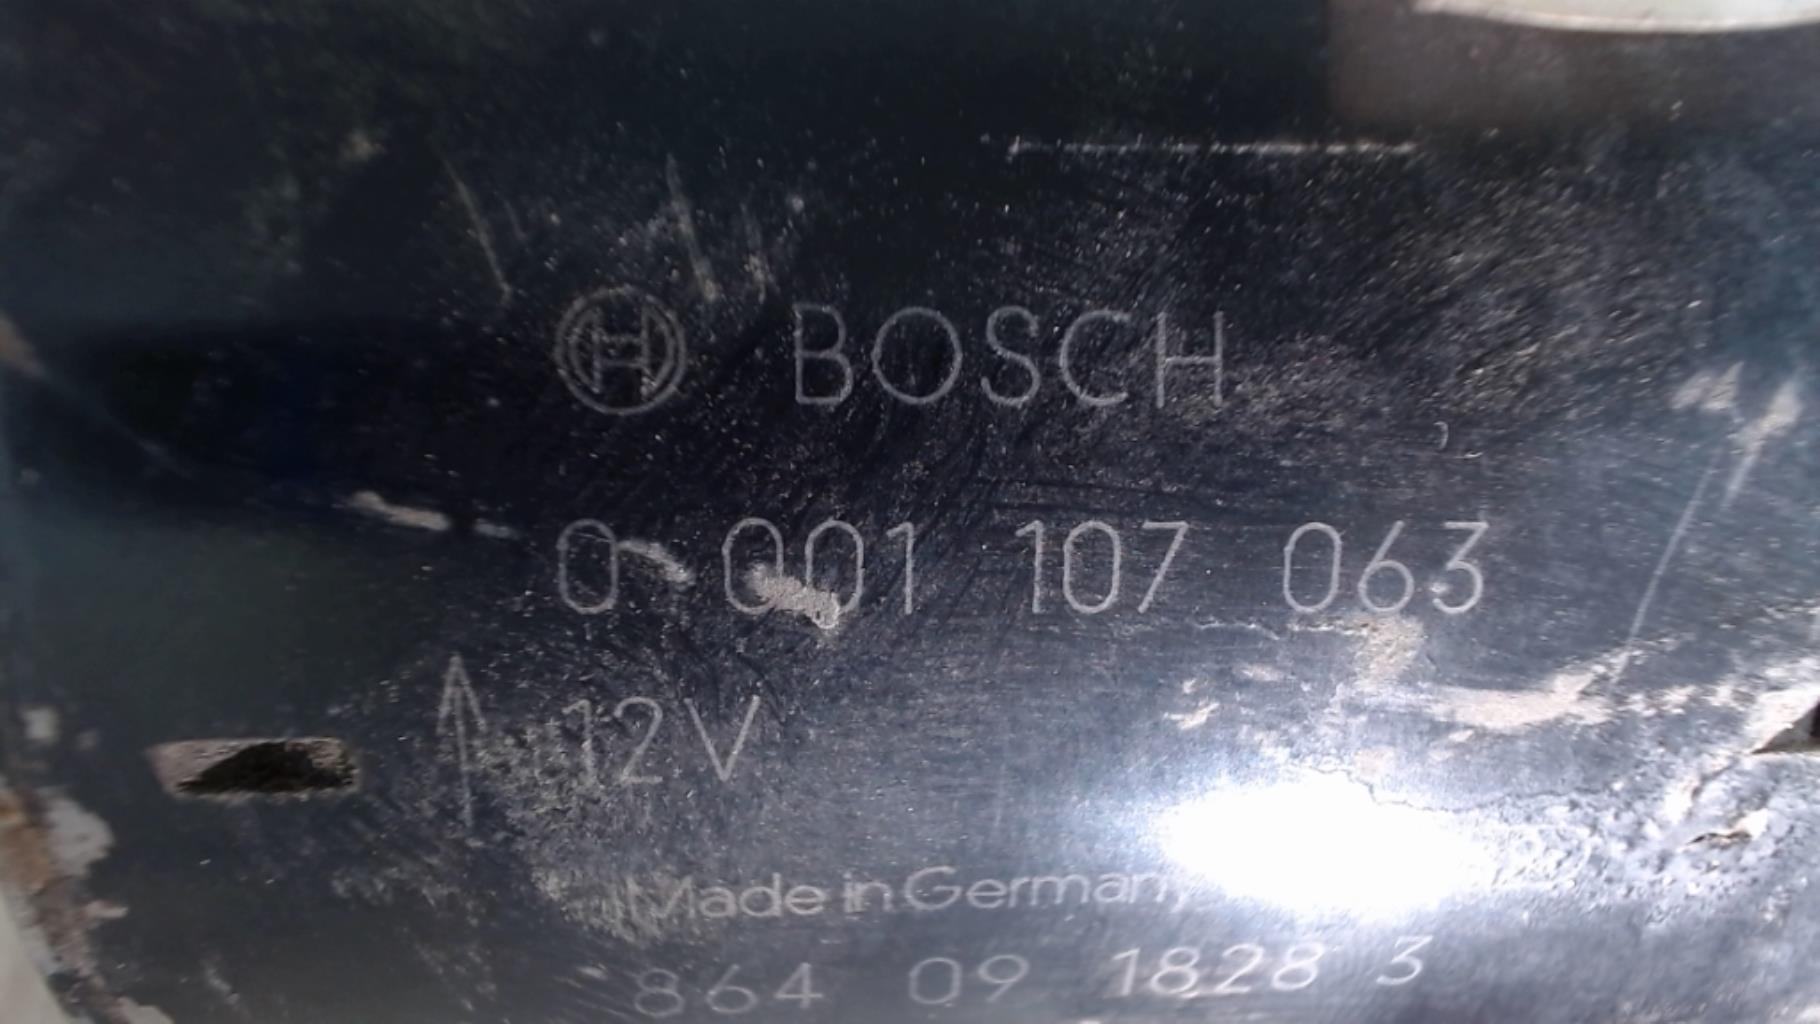 BOSCH
0 001 107 063
12V
Made in Germany
864 09 1828 3